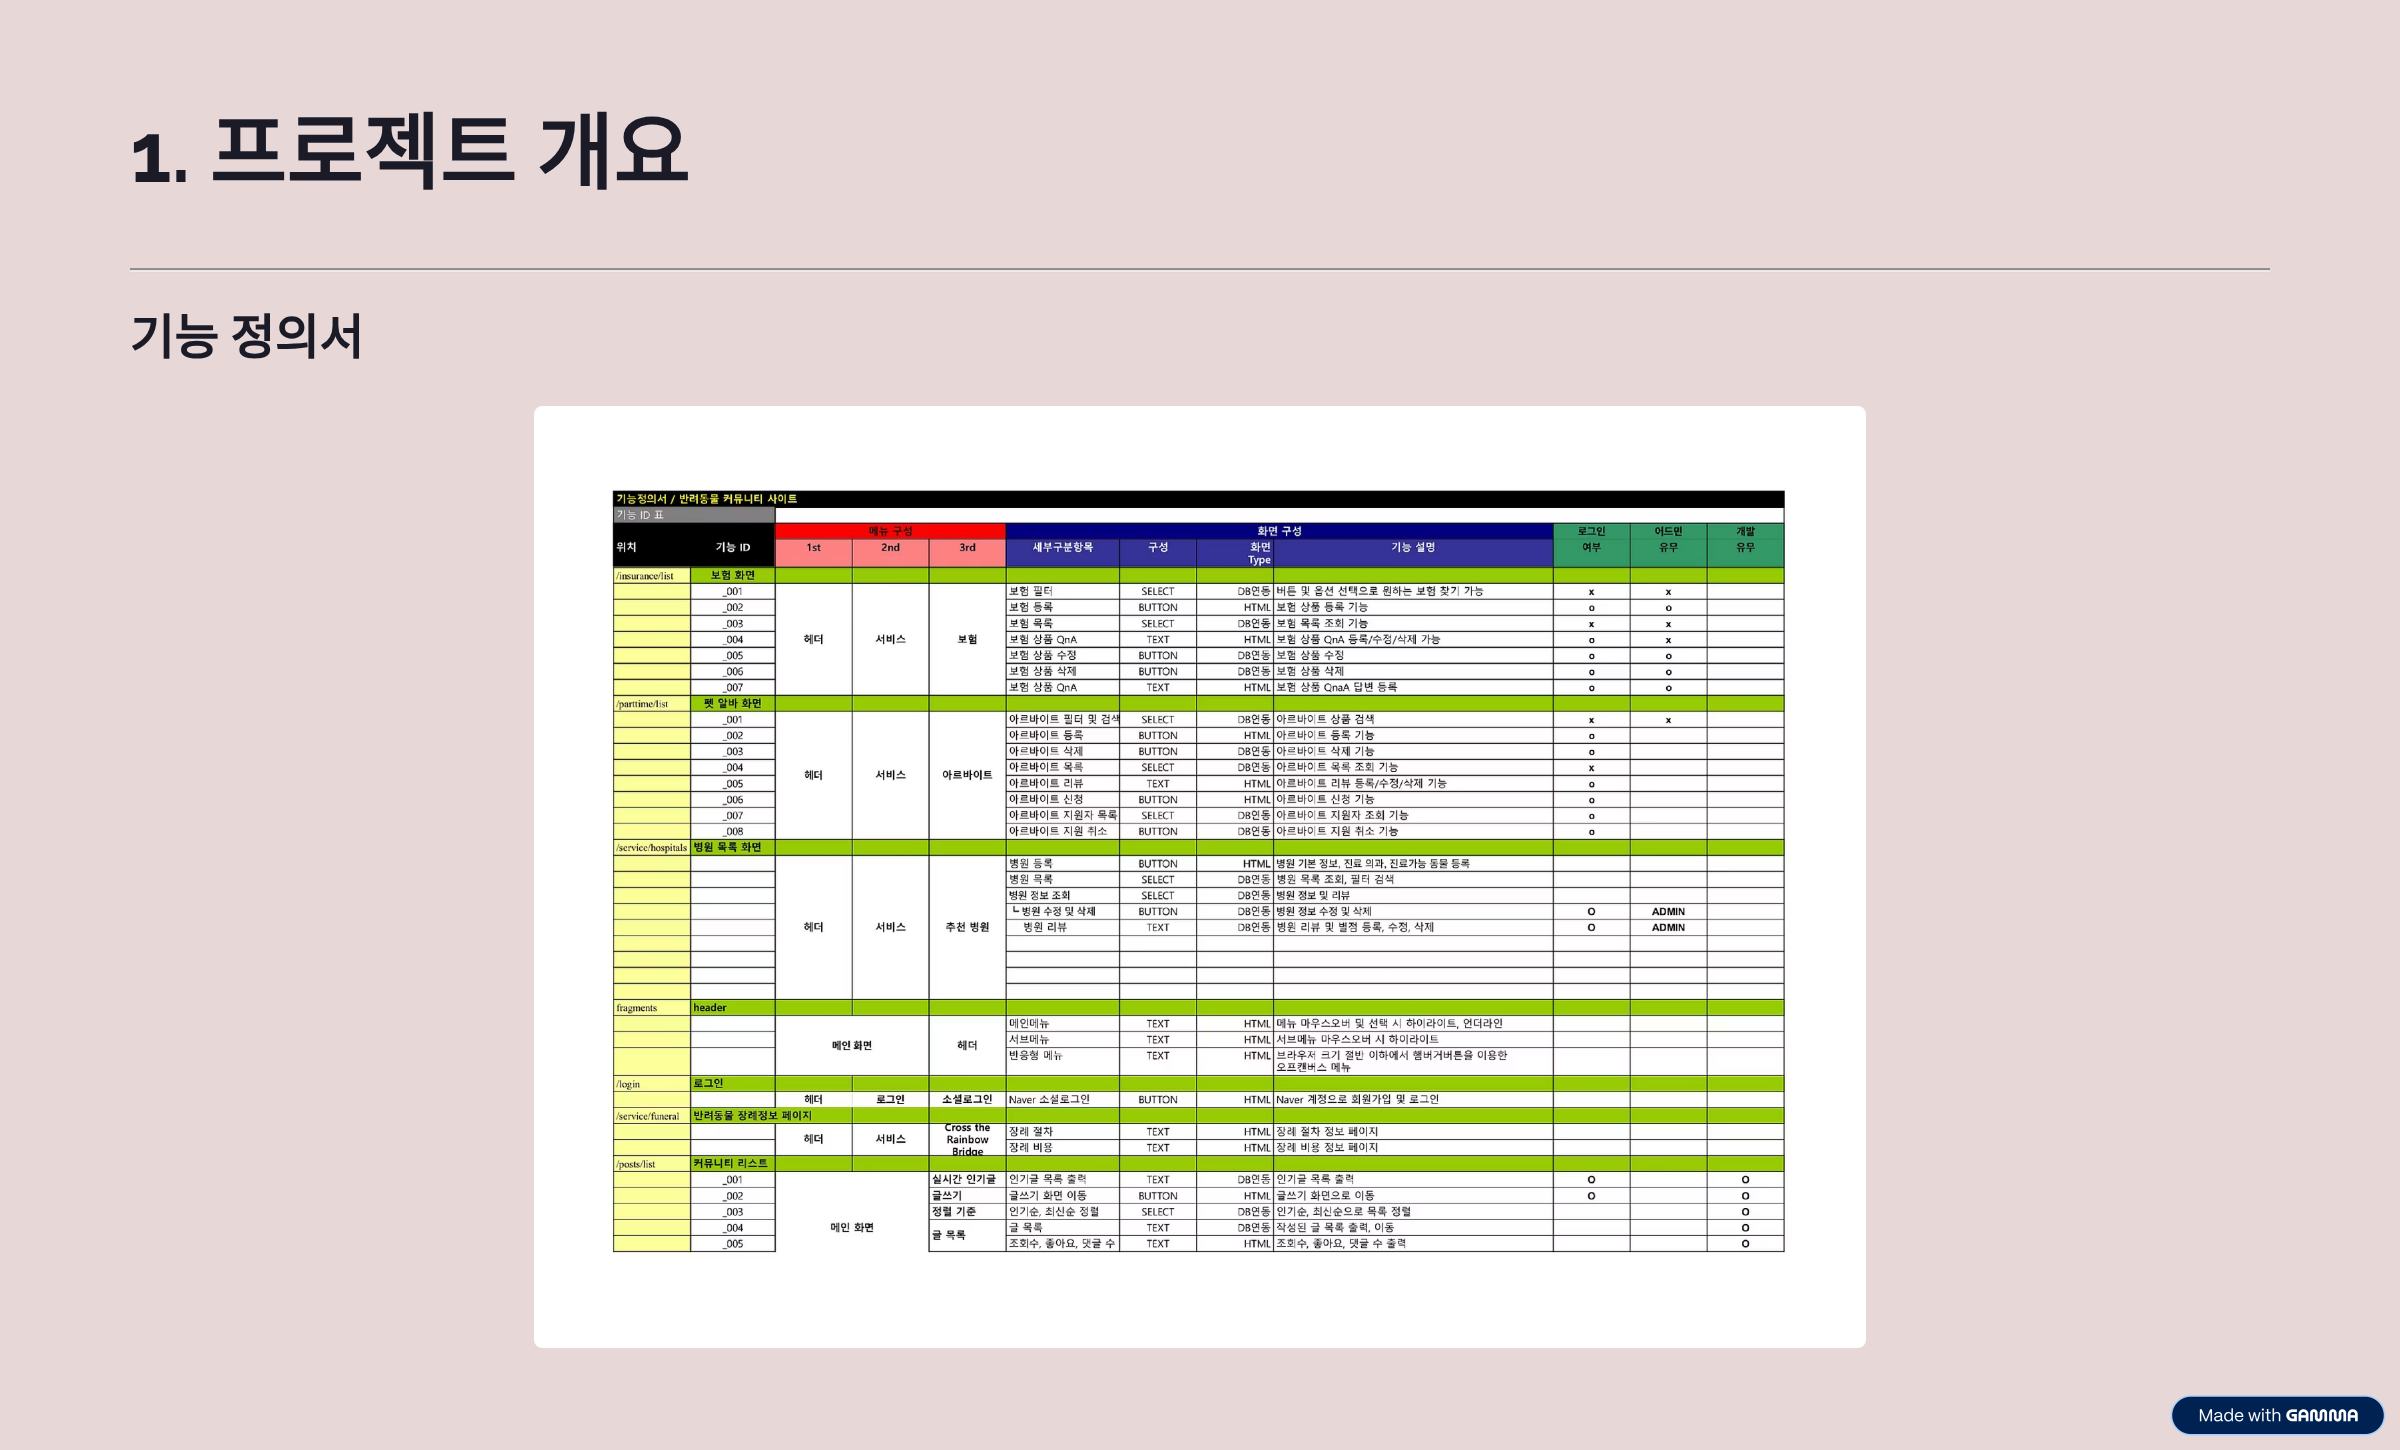 1. 프로젝트 개요
기능 정의서
기능정의서 / 반려동물 커뮤니티 사이트
기능 ID 표
메뉴 구성 화면 구성 로그인 어드민 개발
위치 기능 ID 1st 2nd 3rd 세부구분항목 구성 화면 Type 기능 설명 여부 유무 유무
/insurance/list 보험 화면
헤더 서비스 보험
_001 보험 필터 SELECT DB연동 버튼 및 옵션 선택으로 원하는 보험 찾기 가능 x x
_002 보험 등록 BUTTON HTML 보험 상품 등록 기능 o o
_003 보험 목록 SELECT DB연동 보험 목록 조회 기능 x x
_004 보험 상품 QnA TEXT HTML 보험 상품 QnA 등록/수정/삭제 가능 o x
_005 보험 상품 수정 BUTTON DB연동 보험 상품 수정 o o
_006 보험 상품 삭제 BUTTON DB연동 보험 상품 삭제 o o
_007 보험 상품 QnA TEXT HTML 보험 상품 QnaA 답변 등록 o o
/parttime/list 펫 알바 화면
헤더 서비스 아르바이트
_001 아르바이트 필터 및 검색 SELECT DB연동 아르바이트 상품 검색 x x
_002 아르바이트 등록 BUTTON HTML 아르바이트 등록 기능 o
_003 아르바이트 삭제 BUTTON DB연동 아르바이트 삭제 기능 o
_004 아르바이트 목록 SELECT DB연동 아르바이트 목록 조회 기능 x
_005 아르바이트 리뷰 TEXT HTML 아르바이트 리뷰 등록/수정/삭제 기능 o
_006 아르바이트 신청 BUTTON HTML 아르바이트 신청 기능 o
_007 아르바이트 지원자 목록 SELECT DB연동 아르바이트 지원자 조회 기능 o
_008 아르바이트 지원 취소 BUTTON DB연동 아르바이트 지원 취소 기능 o
/service/hospitals 병원 목록 화면
헤더 서비스 추천 병원
병원 등록 BUTTON HTML 병원 기본 정보, 진료 의과, 진료가능 동물 등록
병원 목록 SELECT DB연동 병원 목록 조회, 필터 검색
병원 정보 조회 SELECT DB연동 병원 정보 및 리뷰
┗ 병원 수정 및 삭제 BUTTON DB연동 병원 정보 수정 및 삭제 O ADMIN
병원 리뷰 TEXT DB연동 병원 리뷰 및 별점 등록, 수정, 삭제 O ADMIN
fragments header
메인 화면 헤더
메인메뉴 TEXT HTML 메뉴 마우스오버 및 선택 시 하이라이트, 언더라인
서브메뉴 TEXT HTML 서브메뉴 마우스오버 시 하이라이트
반응형 메뉴 TEXT HTML 브라우저 크기 절반 이하에서 햄버거버튼을 이용한
오프캔버스 메뉴
/login 로그인
헤더 로그인 소셜로그인 Naver 소셜로그인 BUTTON HTML Naver 계정으로 회원가입 및 로그인
/service/funeral 반려동물 장례정보 페이지
헤더 서비스 Cross the Rainbow Bridge
장례 절차 TEXT HTML 장례 절차 정보 페이지
장례 비용 TEXT HTML 장례 비용 정보 페이지
/posts/list 커뮤니티 리스트
메인 화면
_001 실시간 인기글 인기글 목록 출력 TEXT DB연동 인기글 목록 출력 O O
_002 글쓰기 글쓰기 화면 이동 BUTTON HTML 글쓰기 화면으로 이동 O O
_003 정렬 기준 인기순, 최신순 정렬 SELECT DB연동 인기순, 최신순으로 목록 정렬 O
_004 글 목록 글 목록 TEXT DB연동 작성된 글 목록 출력, 이동 O
_005 조회수, 좋아요, 댓글 수 TEXT HTML 조회수, 좋아요, 댓글 수 출력 O
Made with GAMMA